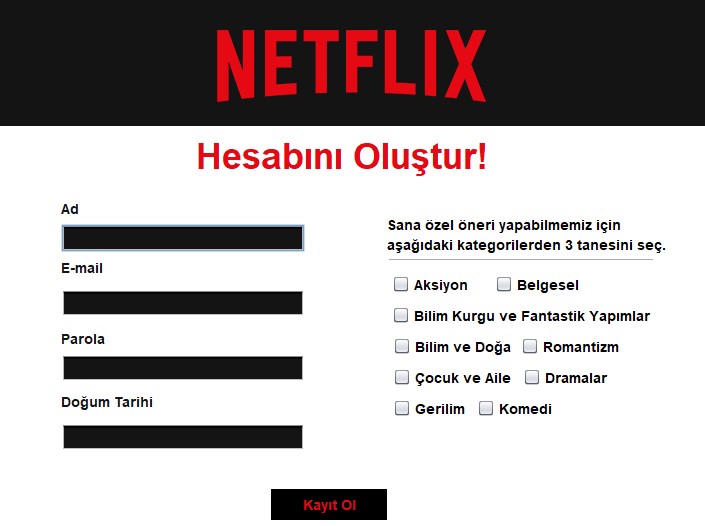 NETFLIX
Hesabını Oluştur!
Ad
E-mail
Parola
Doğum Tarihi
Sana özel öneri yapabilmemiz için
aşağıdaki kategorilerden 3 tanesini seç.
Aksiyon Belgesel
Bilim Kurgu ve Fantastik Yapımlar
Bilim ve Doğa Romantizm
Çocuk ve Aile Dramalar
Gerilim Komedi
Kayıt Ol